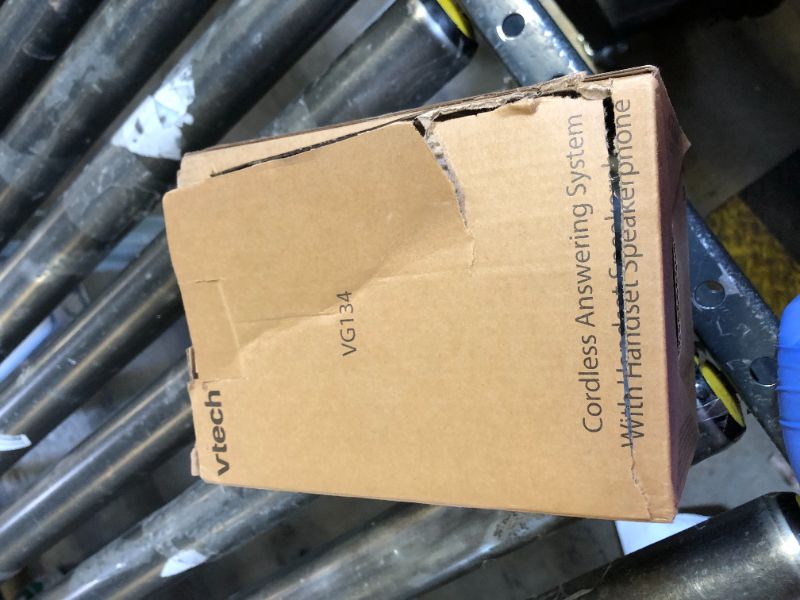 vtech
VG134
Cordless Answering System
With Handset Speakerphone